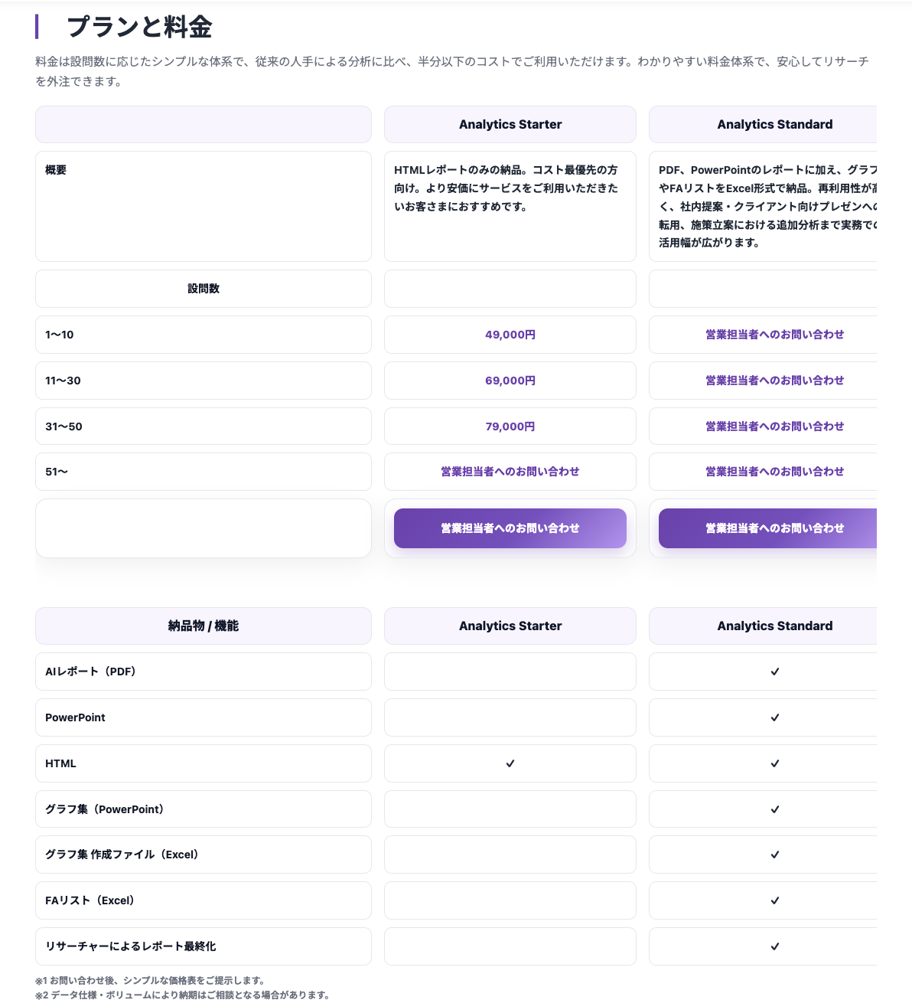 プランと料金
料金は設問数に応じたシンプルな体系で、従来の人手による分析に比べ、半分以下のコストでご利用いただけます。わかりやすい料金体系で、安心してリサーチ
を外注できます。
Analytics Starter
Analytics Standard
概要
HTMLレポートのみの納品。コスト最優先の方
向け。より安価にサービスをご利用いただきた
いお客さまにおすすめです。
PDF、PowerPointのレポートに加え、グラフ
やFAリストをExcel形式で納品。再利用性が高
く、社内提案・クライアント向けプレゼンへの
転用、施策立案における追加分析まで実務での
活用幅が広がります。
設問数
1〜10
49,000円
営業担当者へのお問い合わせ
11〜30
69,000円
営業担当者へのお問い合わせ
31〜50
79,000円
営業担当者へのお問い合わせ
51〜
営業担当者へのお問い合わせ
営業担当者へのお問い合わせ
営業担当者へのお問い合わせ
営業担当者へのお問い合わせ
納品物 / 機能
Analytics Starter
Analytics Standard
AIレポート（PDF）
✓
PowerPoint
✓
HTML
✓
✓
グラフ集（PowerPoint）
✓
グラフ集 作成ファイル（Excel）
✓
FAリスト（Excel）
✓
リサーチャーによるレポート最終化
✓
※1 お問い合わせ後、シンプルな価格表をご提示します。
※2 データ仕様・ボリュームにより納期はご相談となる場合があります。